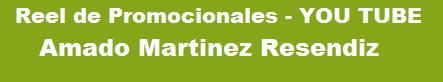 Reel de Promocionales - YOU TUBE
Amado Martinez Resendiz